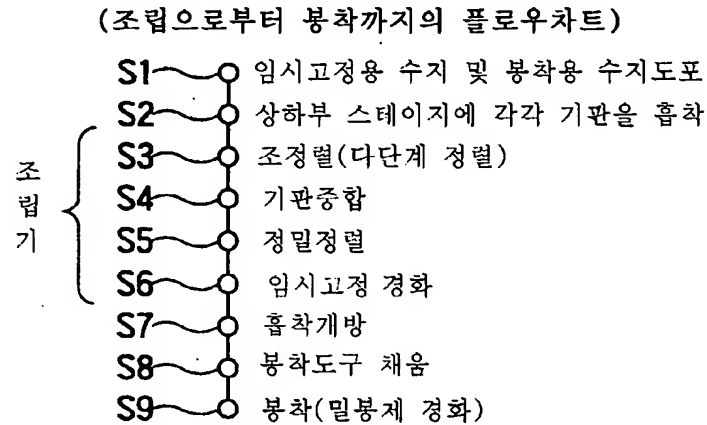 (조립으로부터 봉착까지의 플로우챠트)
S1 임시고정용 수지 및 봉착용 수지도포
S2 상하부 스테이지에 각각 기판을 흡착
S3 조정렬(다단계 정렬)
S4 기판중합
S5 정밀정렬
S6 임시고정 경화
S7 흡착개방
S8 봉착도구 채움
S9 봉착(밀봉제 경화)
조립기